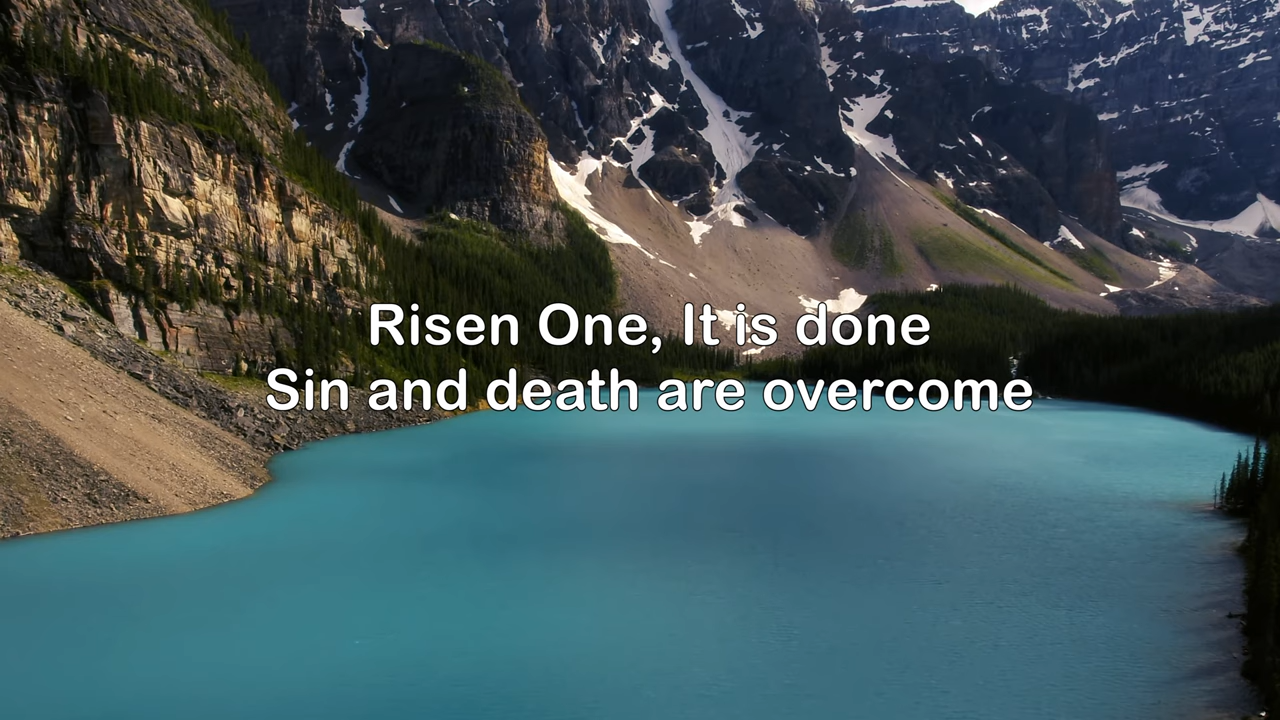 Risen One, It is done
Sin and death are overcome